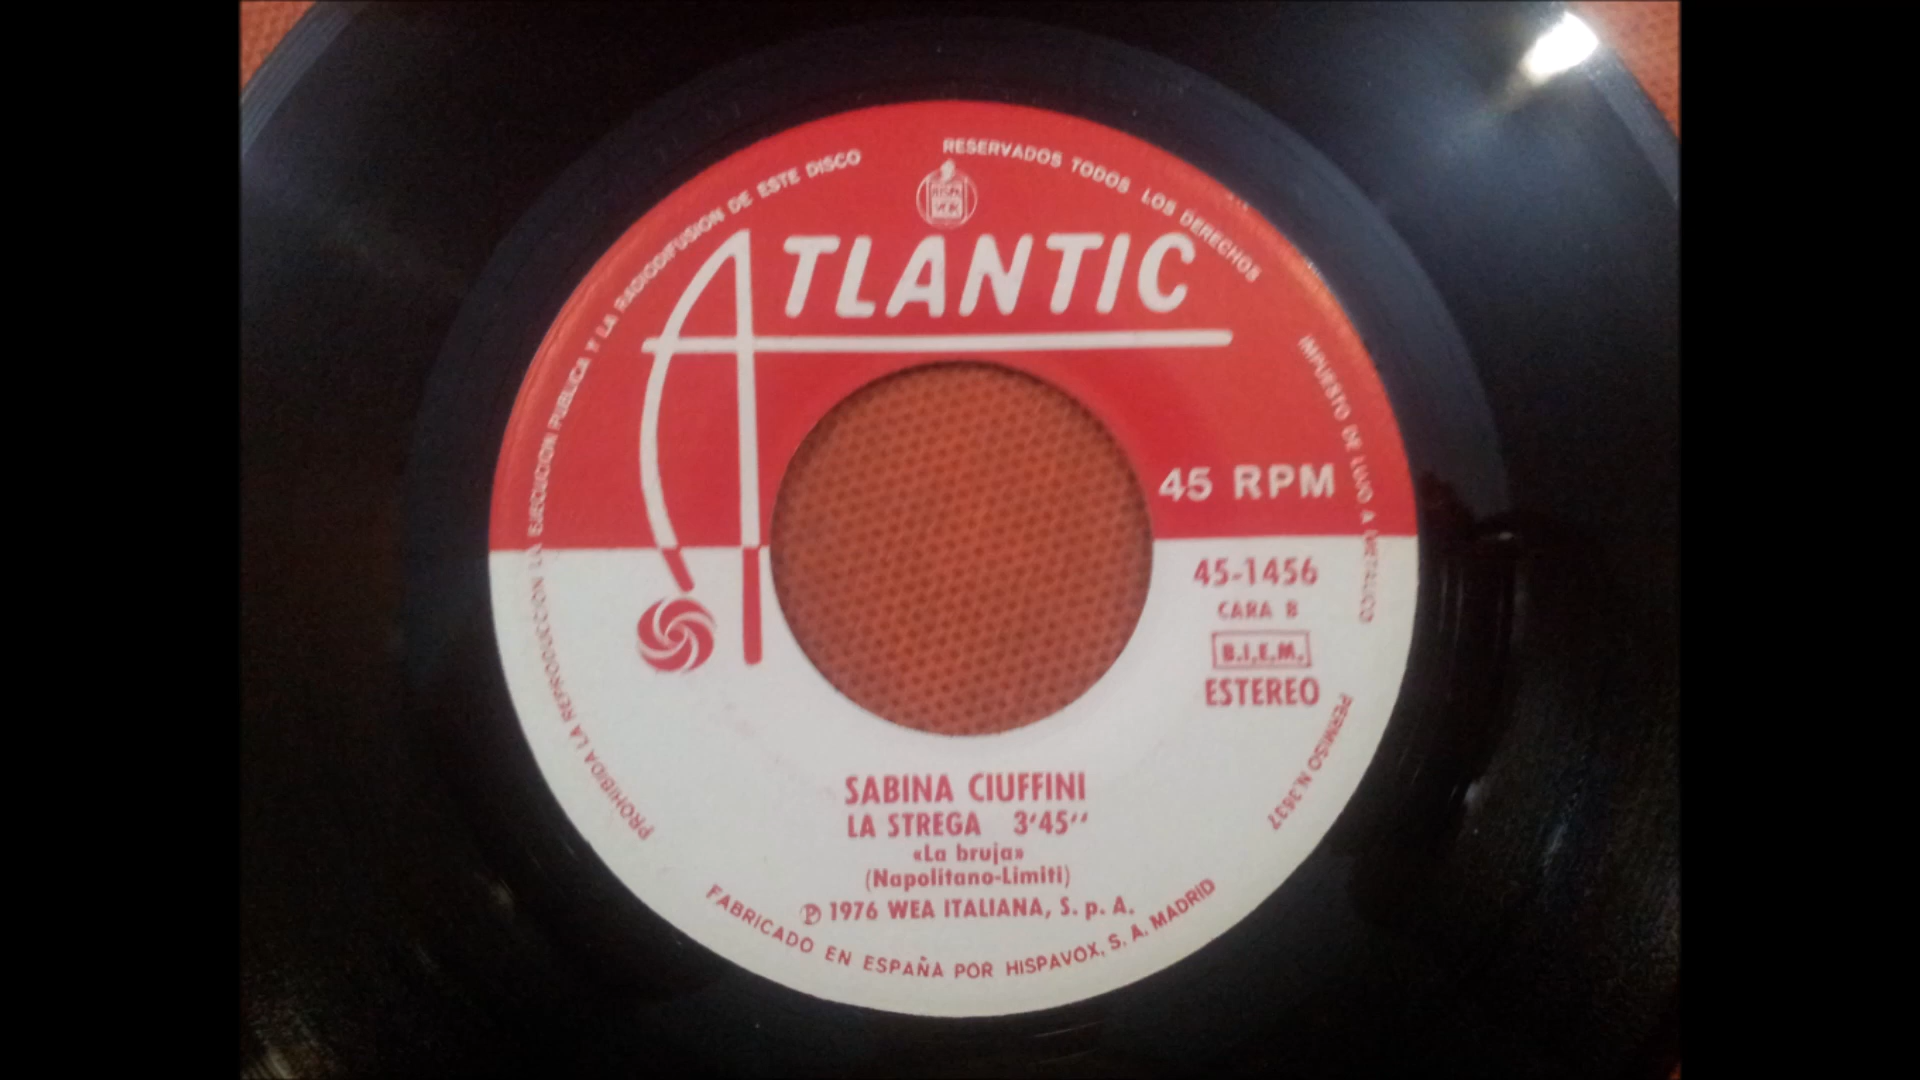 PROHIBIDA LA REPRODUCCION, LA EJECUCION PUBLICA Y LA RADIODIFUSION DE ESTE DISCO
RESERVADOS TODOS LOS DERECHOS
IMPUESTO DE LUJO A METALICO
PERMISO N. 3637
HISPA
VOX
ATLANTIC
45 RPM
45-1456
CARA B
B.I.E.M.
ESTEREO
SABINA CIUFFINI
LA STREGA 3'45''
«La bruja»
(Napolitano-Limiti)
℗ 1976 WEA ITALIANA, S. p. A.
FABRICADO EN ESPAÑA POR HISPAVOX, S. A. MADRID